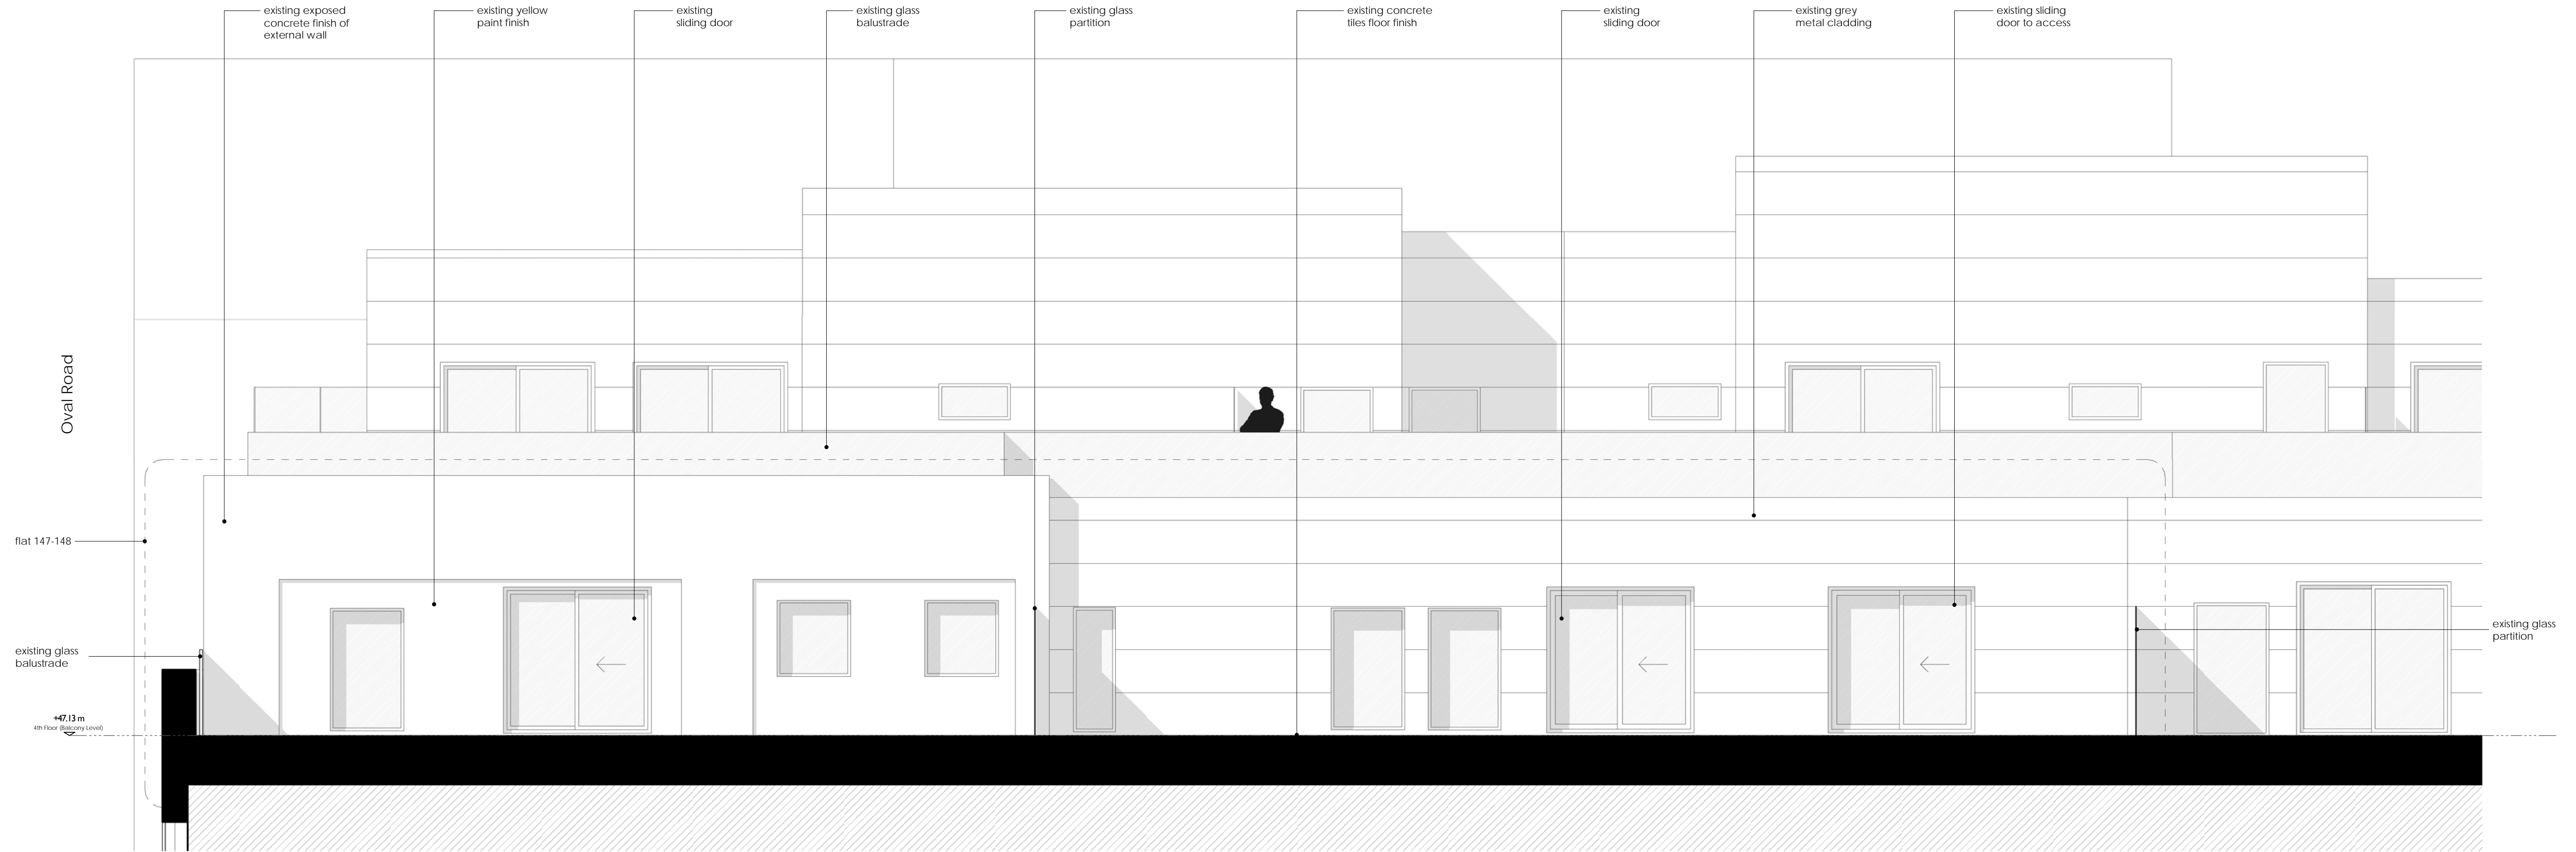 existing exposed
concrete finish of
external wall
existing yellow
paint finish
existing
sliding door
existing glass
balustrade
existing glass
partition
existing concrete
tiles floor finish
existing
sliding door
existing grey
metal cladding
existing sliding
door to access
Oval Road
flat 147-148
existing glass
balustrade
existing glass
partition
+47.13 m
4th Floor (Balcony Level)